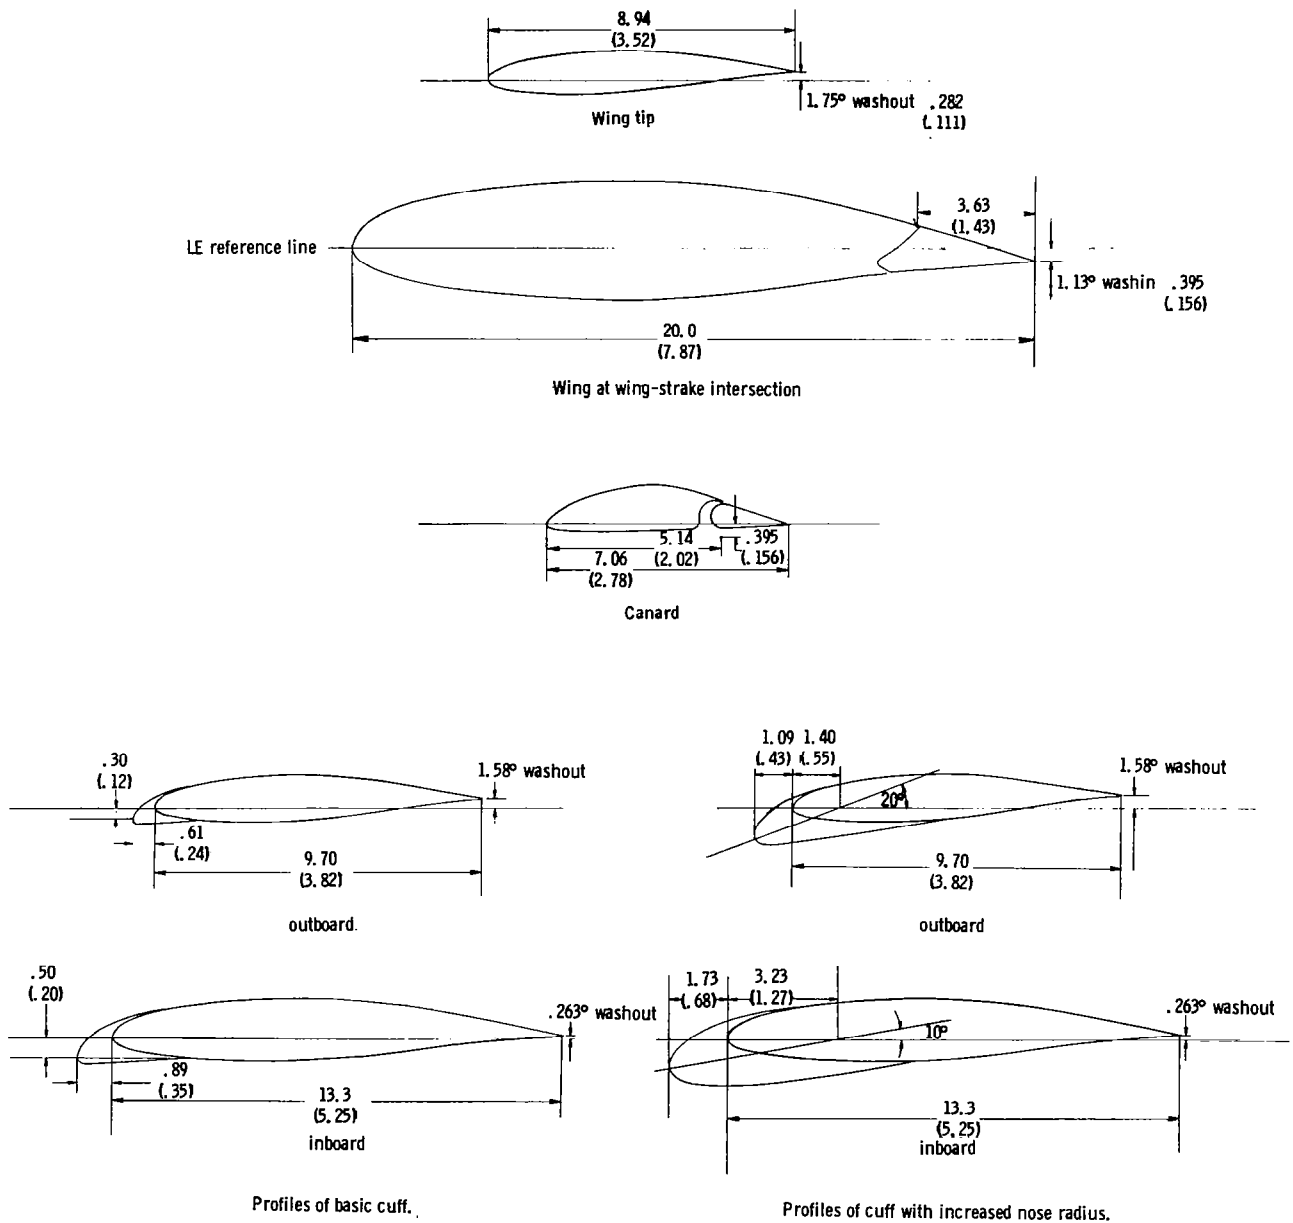 8.94
(3.52)
1.75° washout .282
(.111)
Wing tip
3.63
(1.43)
LE reference line
1.13° washin .395
(.156)
20.0
(7.87)
Wing at wing-strake intersection
5.14
(2.02)
.395
(.156)
7.06
(2.78)
Canard
.30
(.12)
1.58° washout
.61
(.24)
9.70
(3.82)
outboard.
1.09 1.40
(.43) (.55)
20°
1.58° washout
9.70
(3.82)
outboard
.50
(.20)
.263° washout
.89
(.35)
13.3
(5.25)
inboard
1.73
(.68)
3.23
(1.27)
10°
.263° washout
13.3
(5.25)
inboard
Profiles of basic cuff.
Profiles of cuff with increased nose radius.